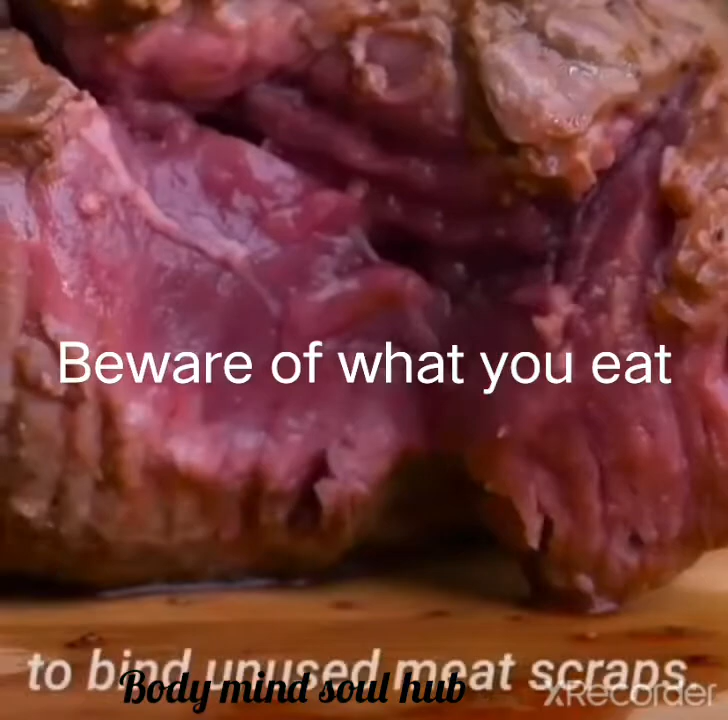 Beware of what you eat
to bind unused meat scraps.
Body mind soul hub
XRecorder